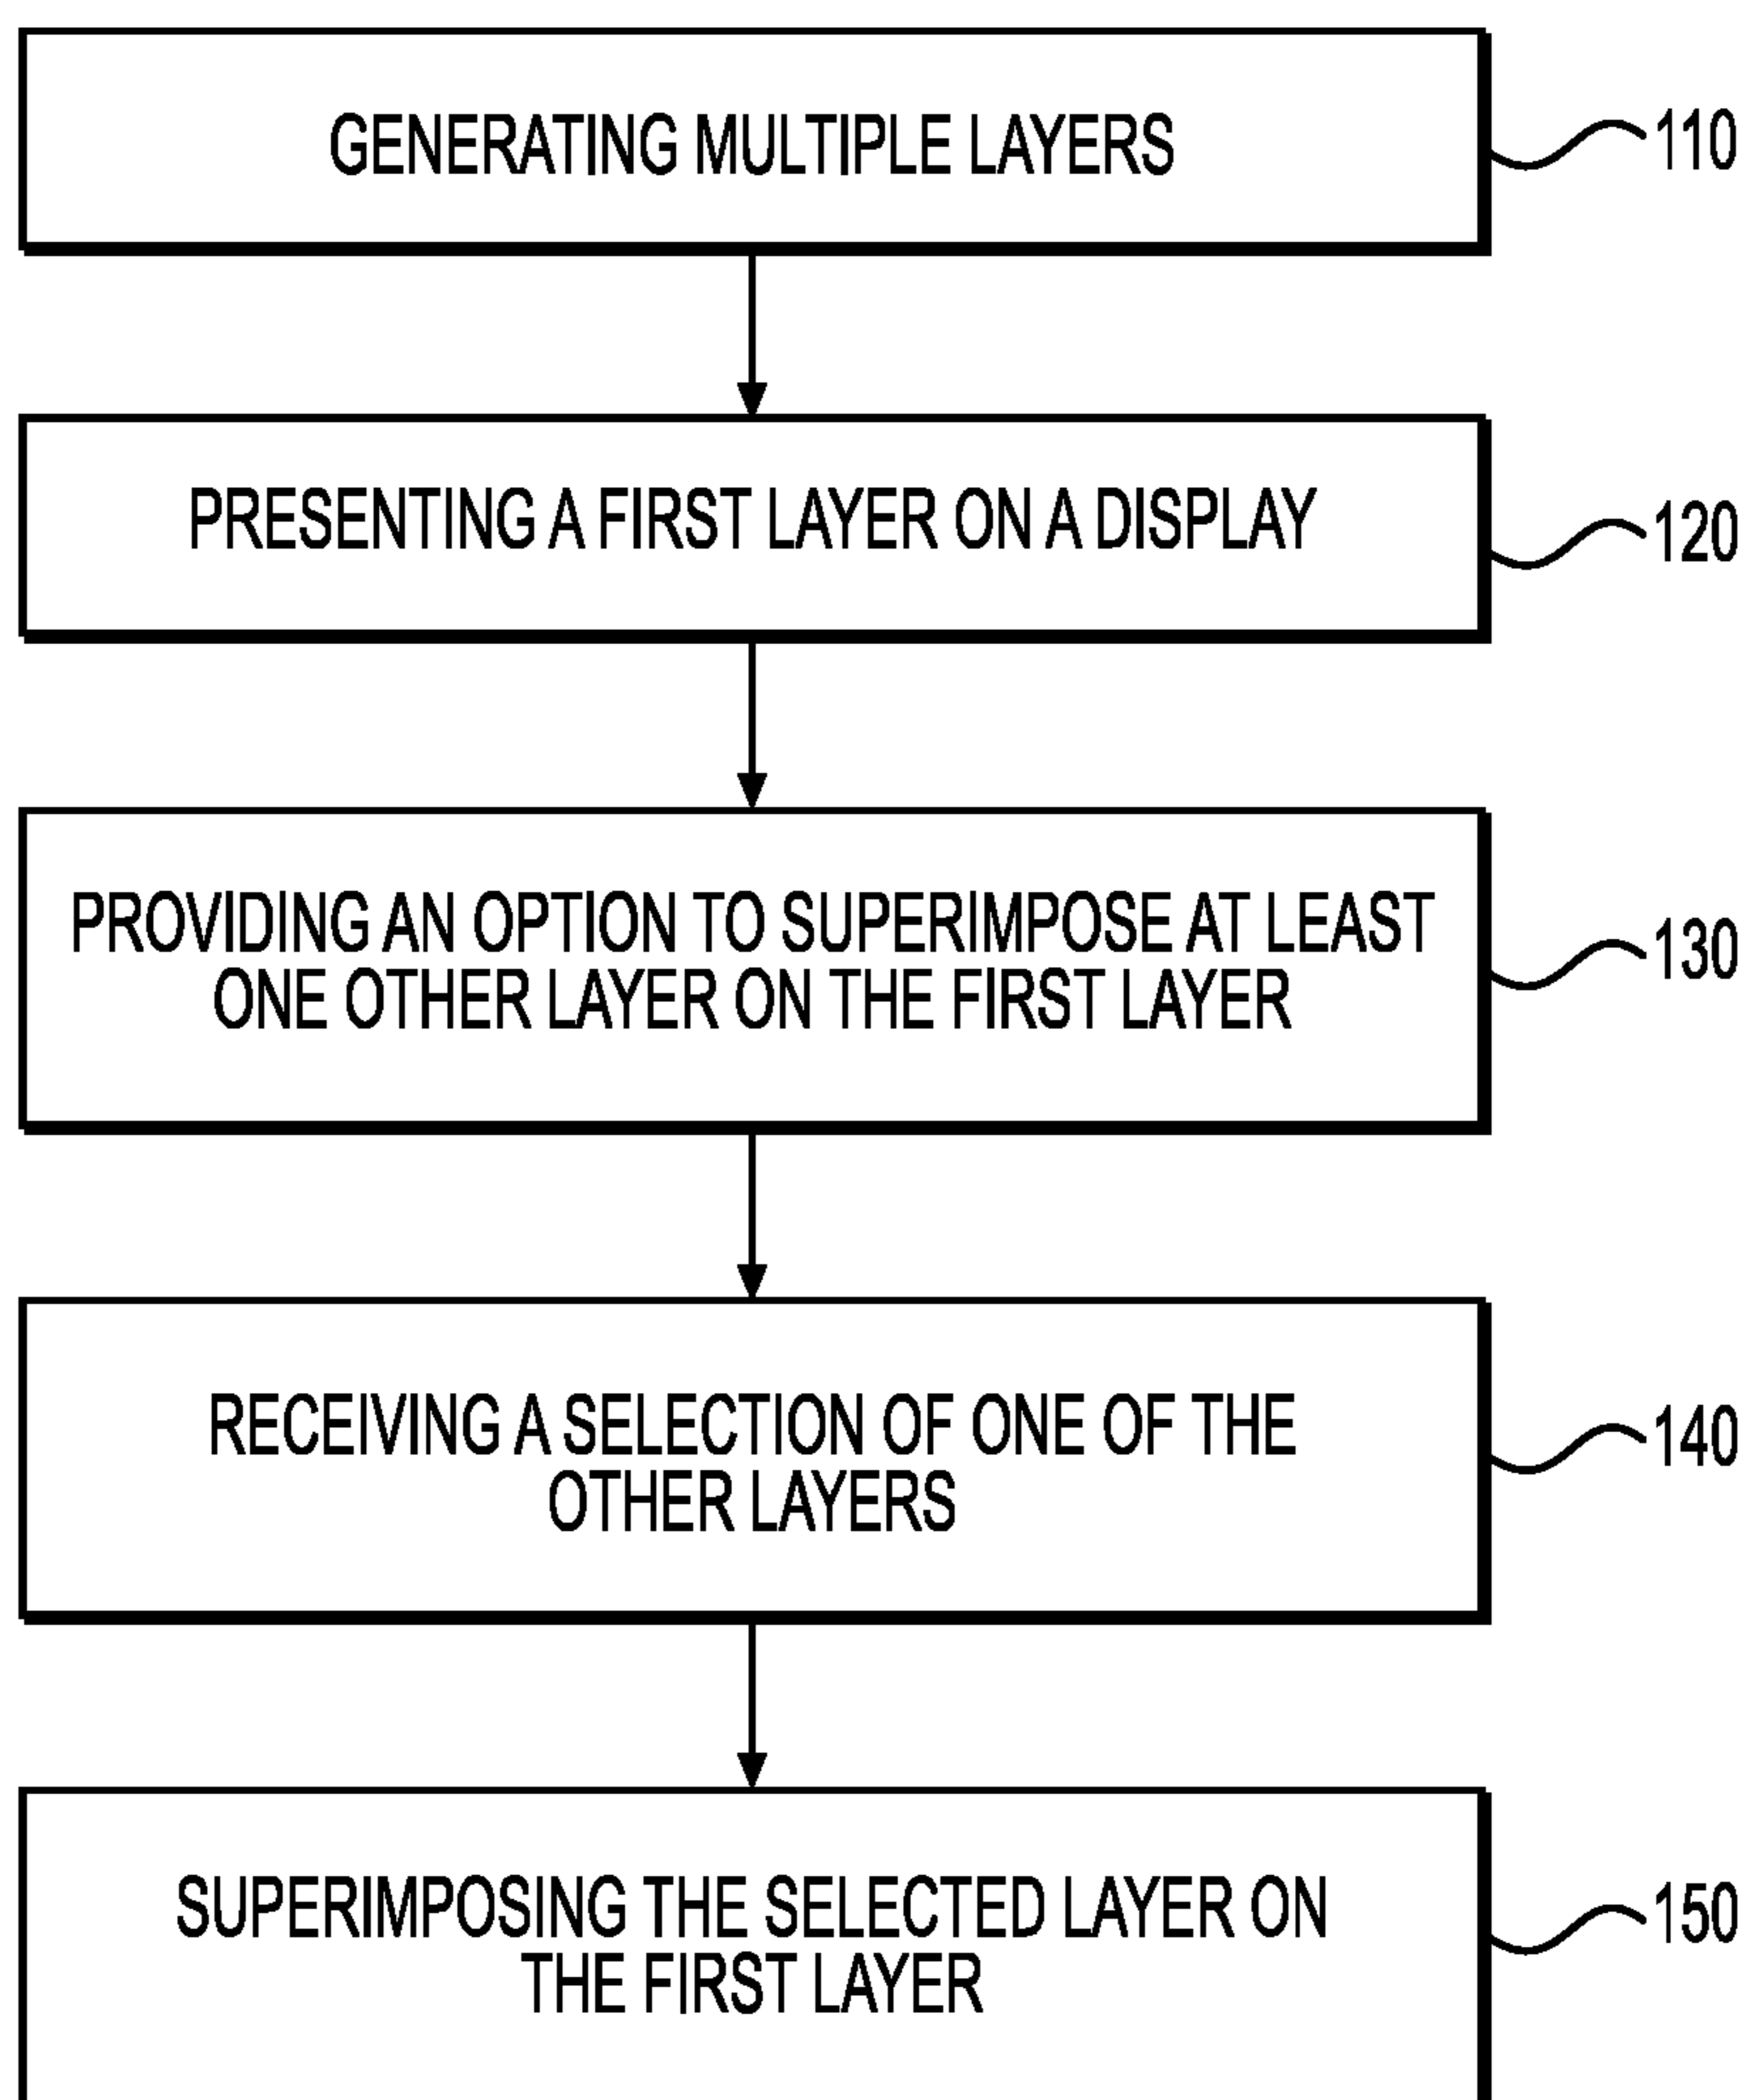 GENERATING MULTIPLE LAYERS
110
PRESENTING A FIRST LAYER ON A DISPLAY
120
PROVIDING AN OPTION TO SUPERIMPOSE AT LEAST
ONE OTHER LAYER ON THE FIRST LAYER
130
RECEIVING A SELECTION OF ONE OF THE
OTHER LAYERS
140
SUPERIMPOSING THE SELECTED LAYER ON
THE FIRST LAYER
150